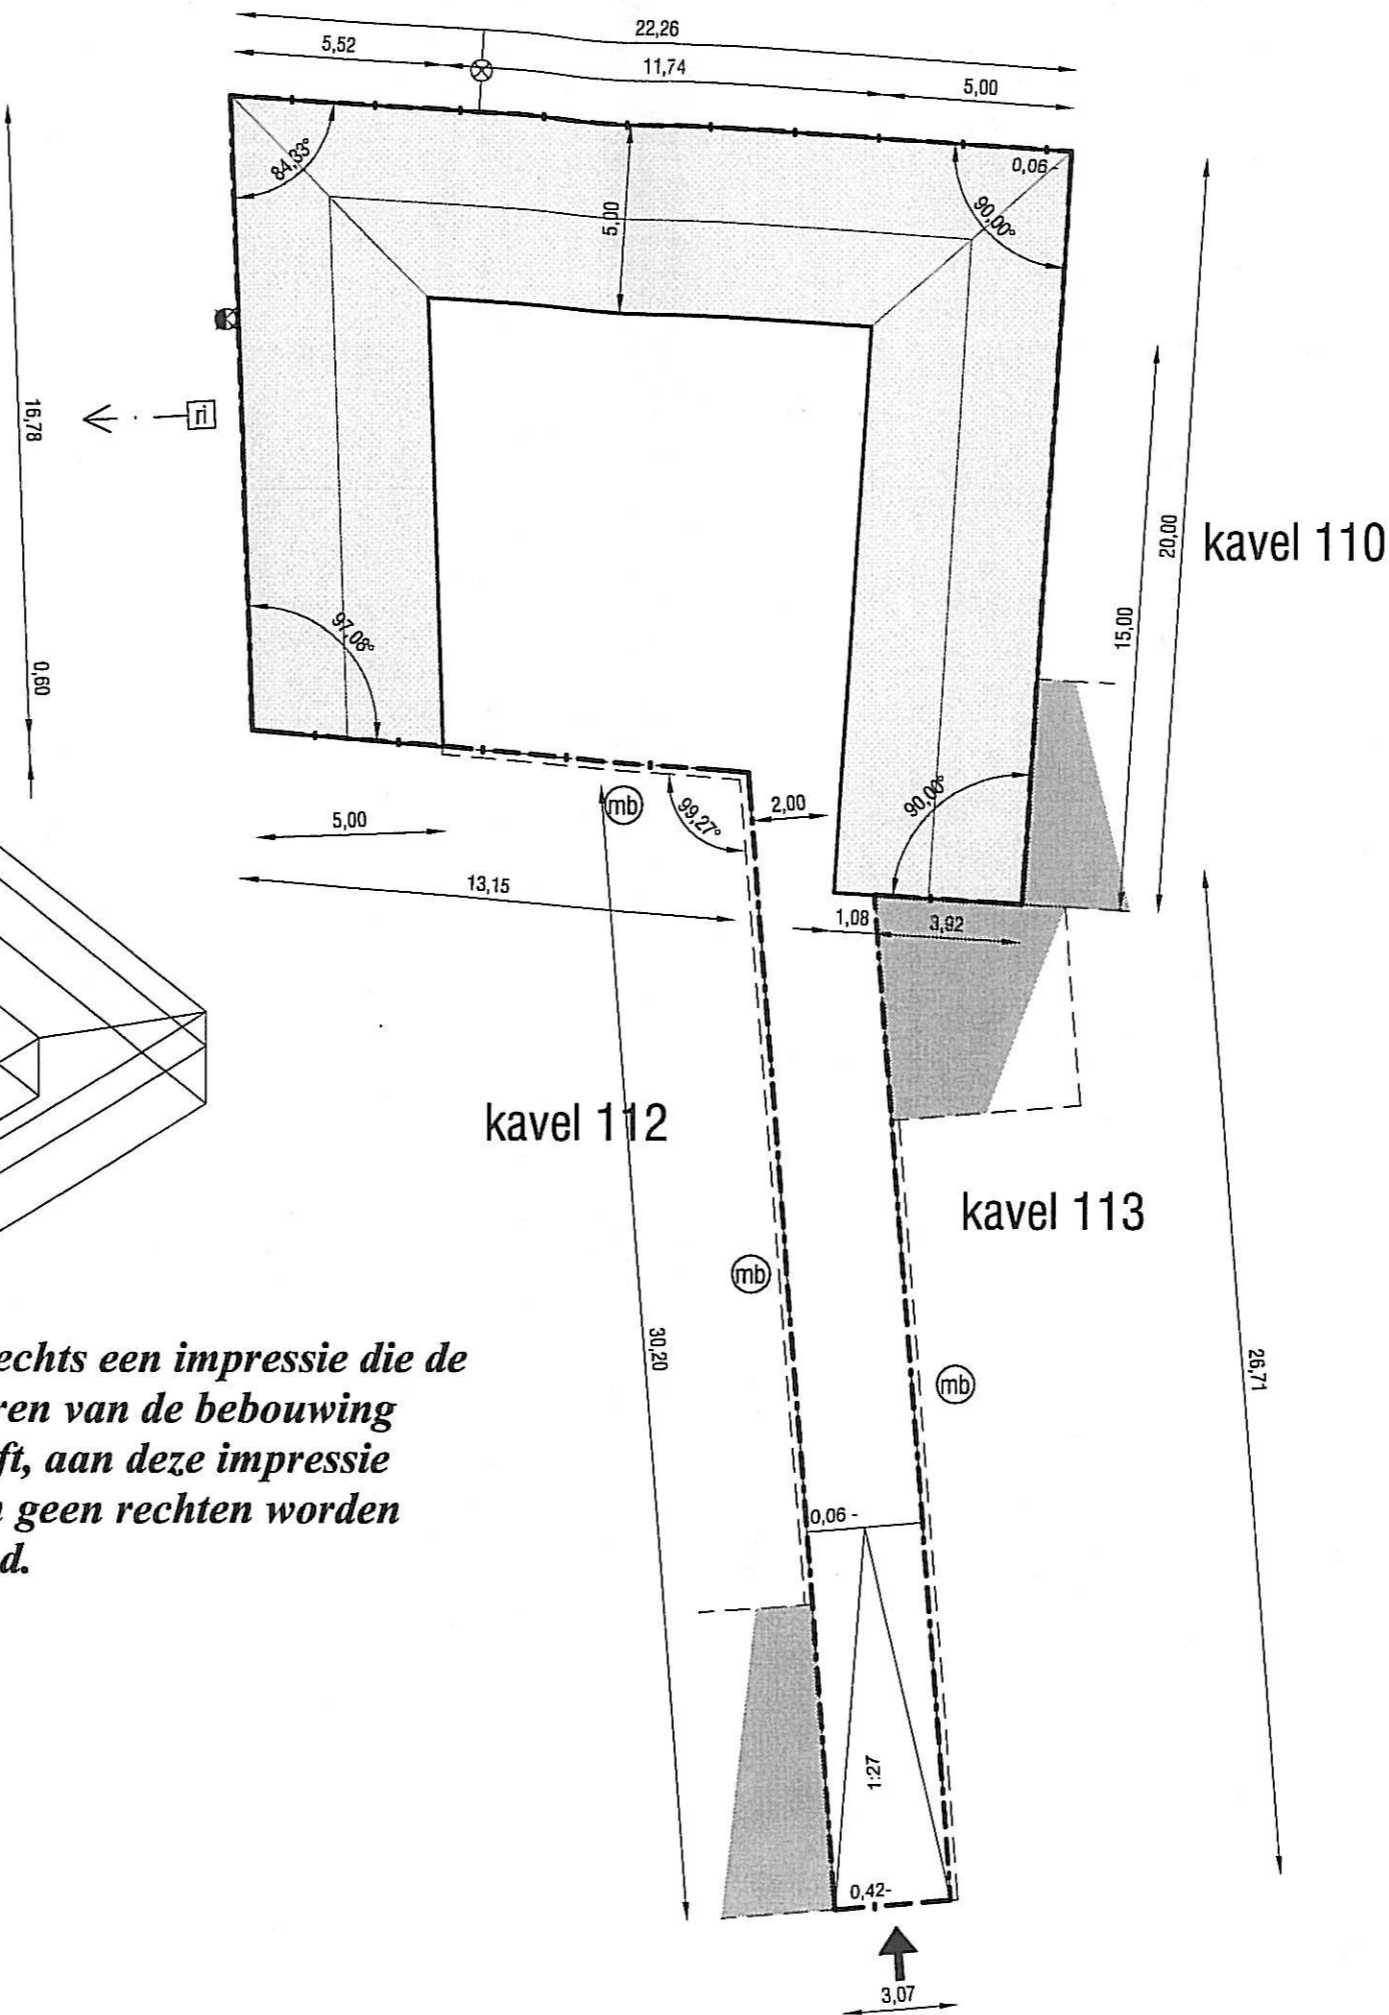 22,26
5,52
11,74
5,00
84,33°
0,06 -
90,00°
5,00
ri
16,78
20,00
kavel 110
15,00
97,08°
0,60
mb
99,27°
2,00
90,00°
5,00
13,15
1,08
3,92
kavel 112
kavel 113
mb
30,20
26,71
mb
echts een impressie die de
ren van de bebouwing
ft, aan deze impressie
n geen rechten worden
d.
0,06 -
1:27
0,42-
3,07